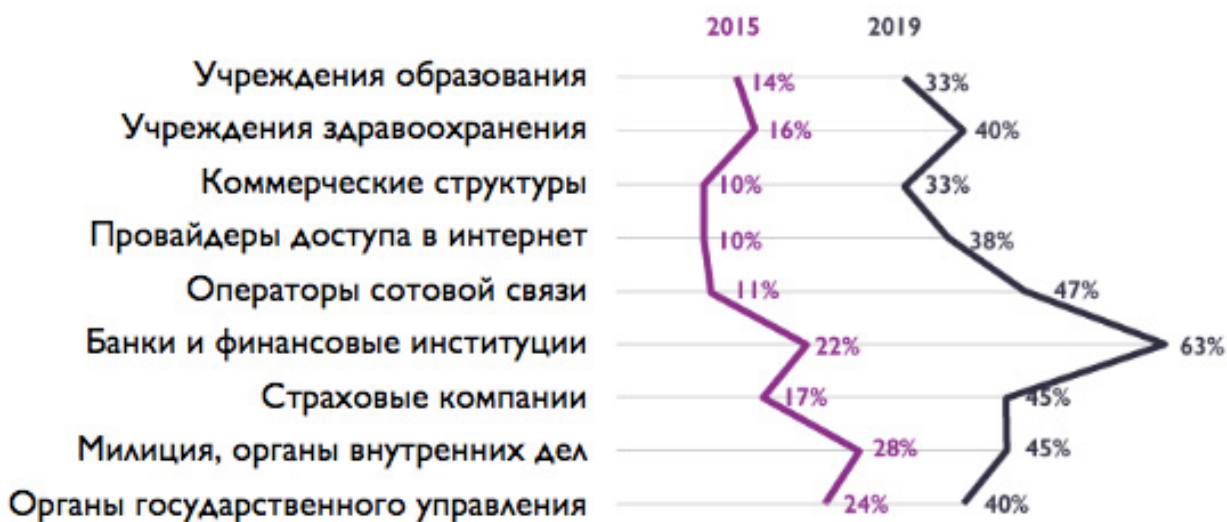 2015 2019
Учреждения образования 14% 33%
Учреждения здравоохранения 16% 40%
Коммерческие структуры 10% 33%
Провайдеры доступа в интернет 10% 38%
Операторы сотовой связи 11% 47%
Банки и финансовые институции 22% 63%
Страховые компании 17% 45%
Милиция, органы внутренних дел 28% 45%
Органы государственного управления 24% 40%